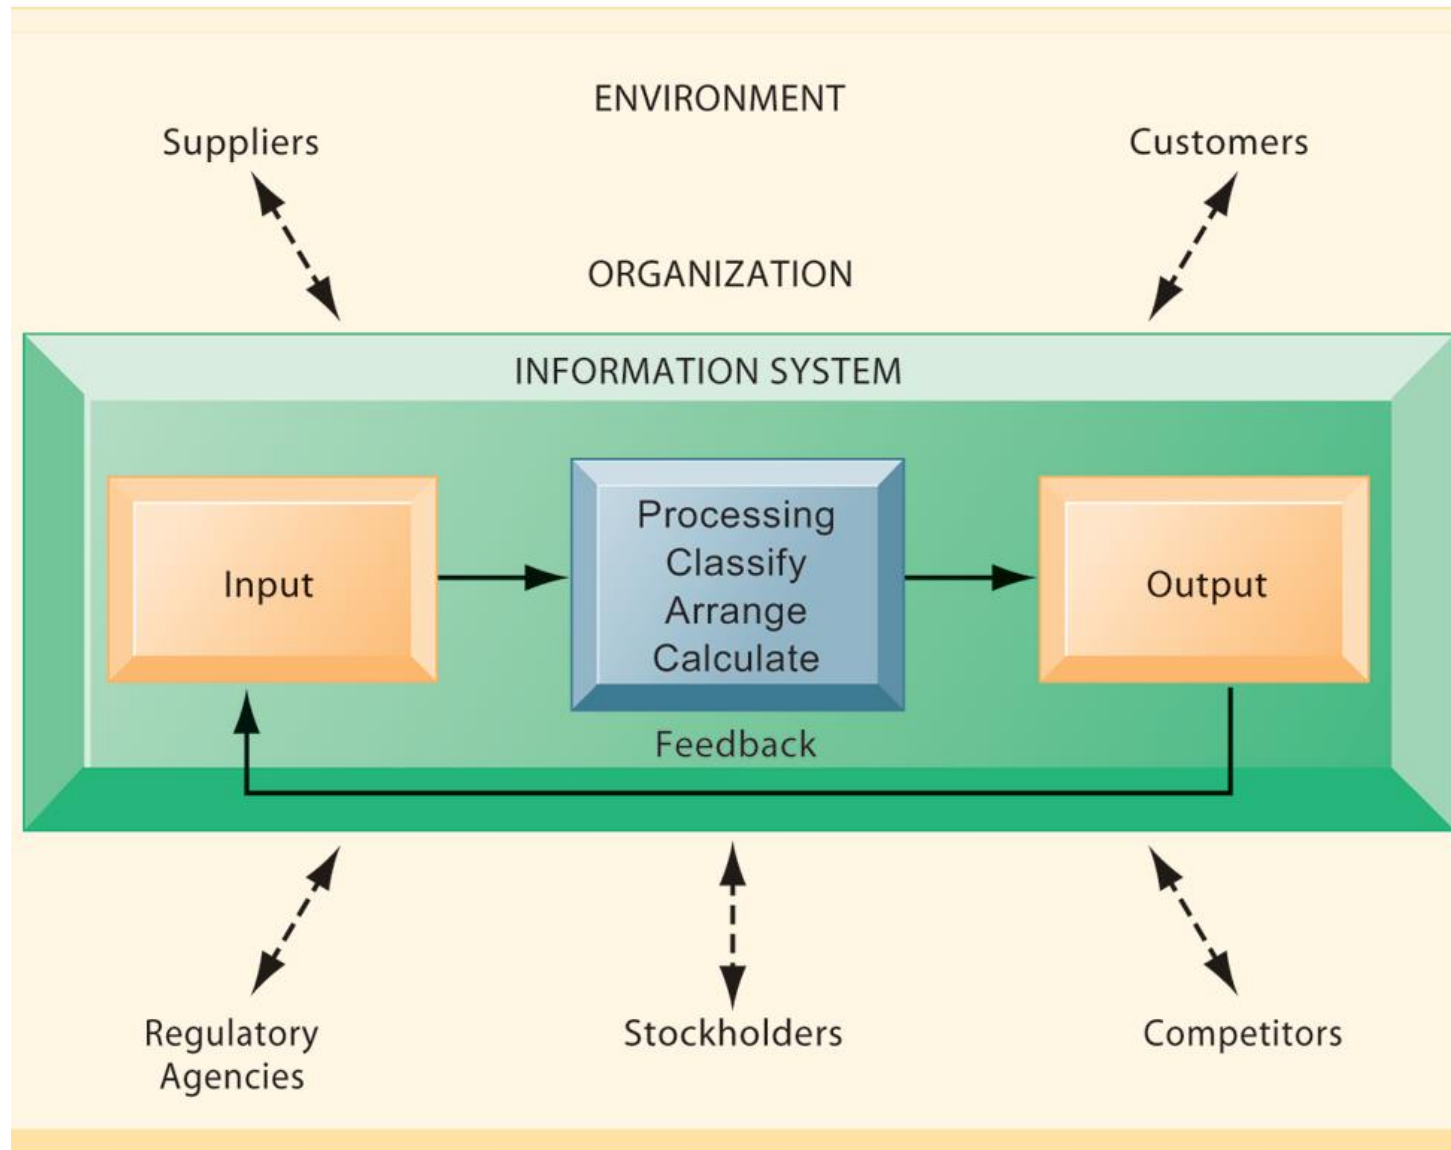 ENVIRONMENT
Suppliers
Customers
ORGANIZATION
INFORMATION SYSTEM
Input
Processing
Classify
Arrange
Calculate
Output
Feedback
Regulatory
Agencies
Stockholders
Competitors